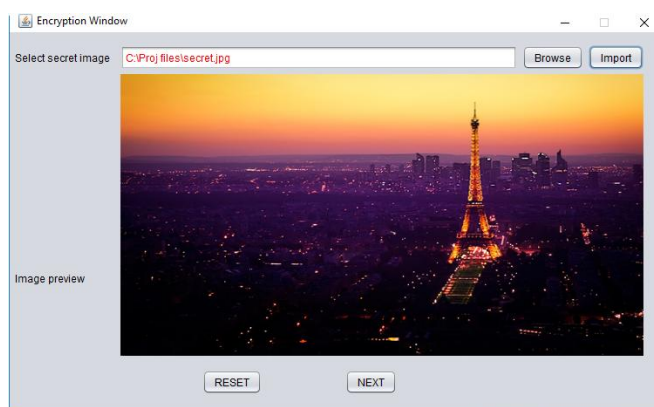 Encryption Window
Select secret image C:\Proj files\secret.jpg Browse Import
Image preview
RESET NEXT